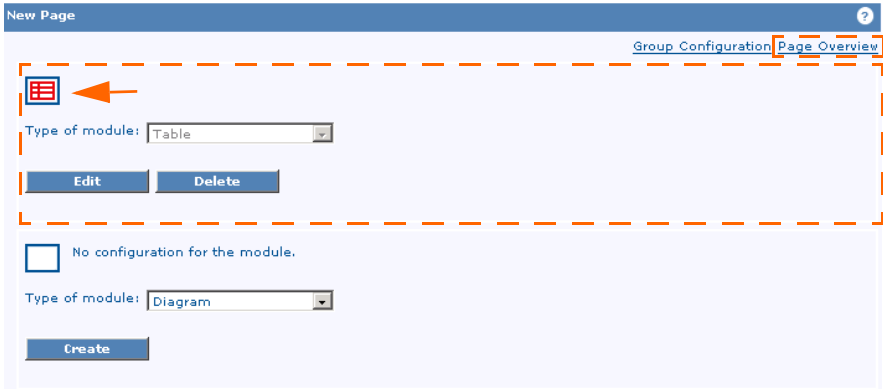 New Page ?
Group Configuration Page Overview
Type of module: Table
Edit Delete
No configuration for the module.
Type of module: Diagram
Create